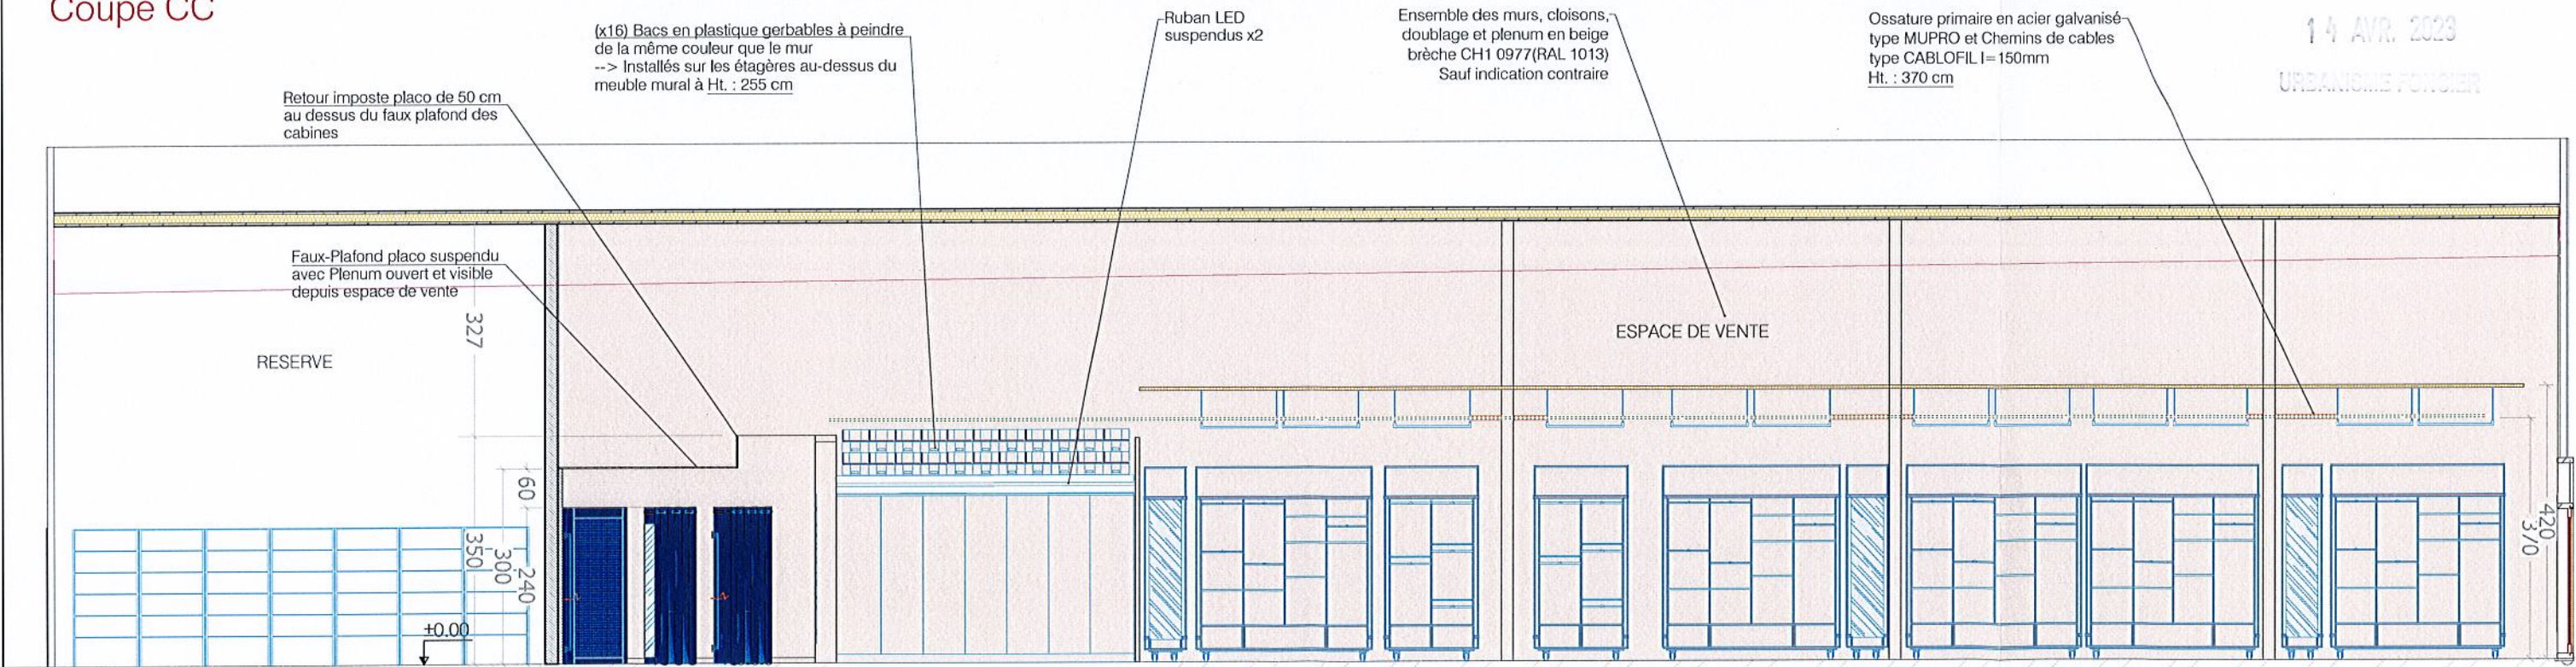 Coupe CC
(x16) Bacs en plastique gerbables à peindre
de la même couleur que le mur
--> Installés sur les étagères au-dessus du
meuble mural à Ht. : 255 cm
Ruban LED
suspendus x2
Ensemble des murs, cloisons,
doublage et plenum en beige
brèche CH1 0977(RAL 1013)
Sauf indication contraire
Ossature primaire en acier galvanisé
type MUPRO et Chemins de cables
type CABLOFIL l=150mm
Ht. : 370 cm
14 AVR. 2023
URBANISME FONCIER
Retour imposte placo de 50 cm
au dessus du faux plafond des
cabines
Faux-Plafond placo suspendu
avec Plenum ouvert et visible
depuis espace de vente
327
RESERVE
ESPACE DE VENTE
60
350
300
240
420
370
±0.00